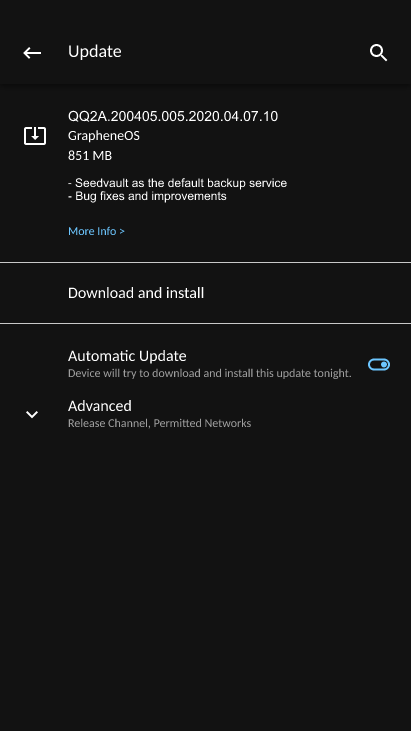 Update
QQ2A.200405.005.2020.04.07.10
GrapheneOS
851 MB
- Seedvault as the default backup service
- Bug fixes and improvements
More Info >
Download and install
Automatic Update
Device will try to download and install this update tonight.
Advanced
Release Channel, Permitted Networks